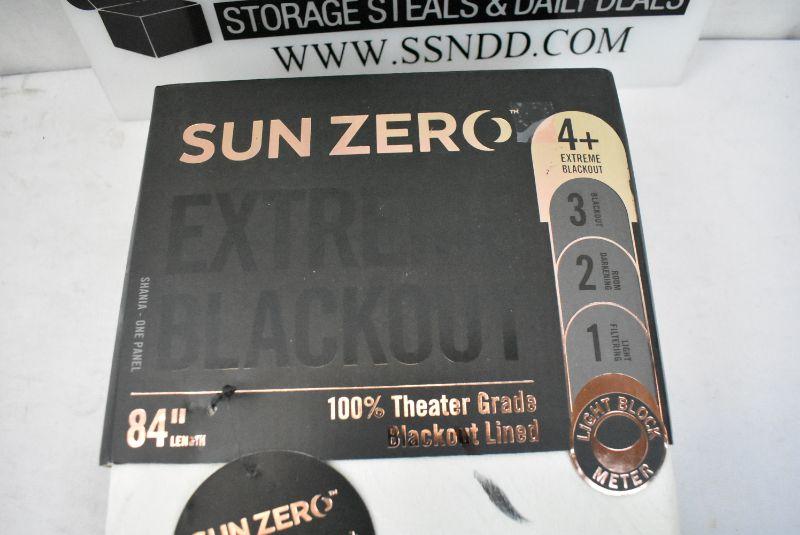 STORAGE STEALS & DAILY DEALS
WWW.SSNDD.COM
SUN ZERO™
EXTREME
BLACKOUT
SHANIA - ONE PANEL
84" LENGTH
100% Theater Grade
Blackout Lined
4+
EXTREME
BLACKOUT
3
BLACKOUT
2
ROOM
DARKENING
1
LIGHT
FILTERING
LIGHT BLOCK
METER
SUN ZERO™